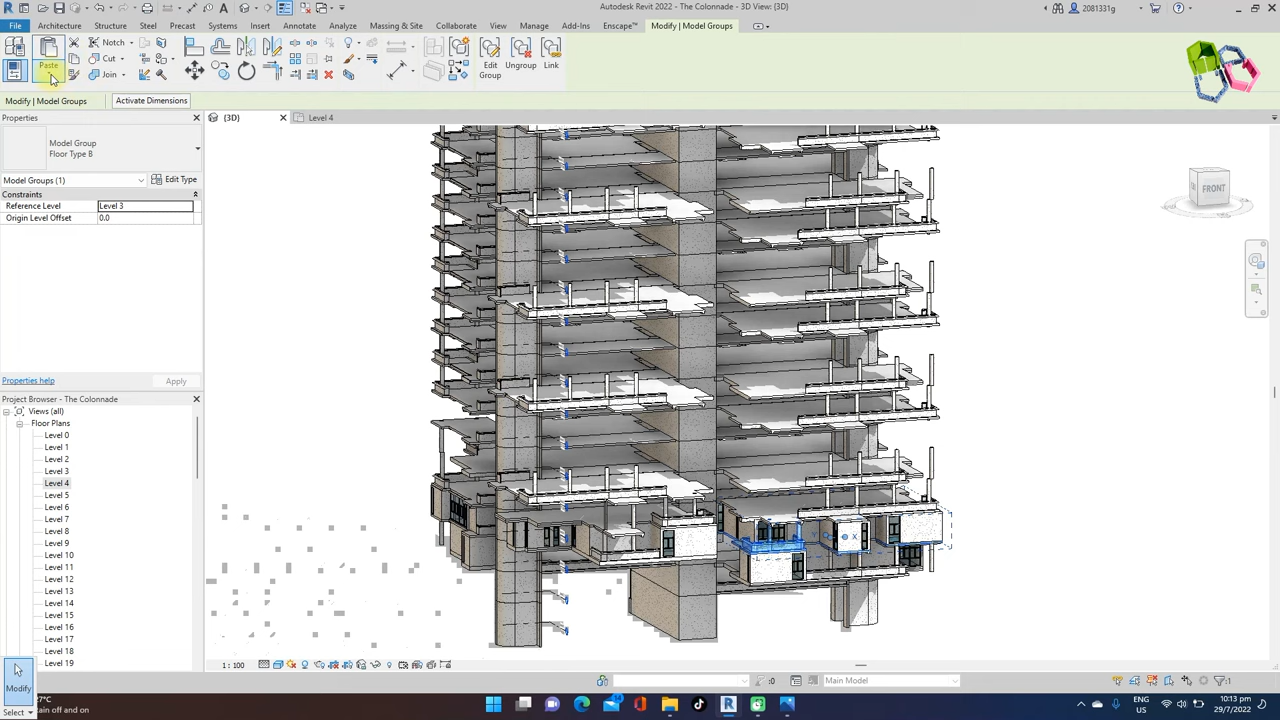 Autodesk Revit 2022 - The Colonnade - 3D View: {3D}
2081331g
File Architecture Structure Steel Precast Systems Insert Annotate Analyze Massing & Site Collaborate View Manage Add-Ins Enscape™ Modify | Model Groups
Paste
Notch
Cut
Join
Edit Group
Ungroup
Link
Modify | Model Groups
Activate Dimensions
Properties
{3D}
Level 4
Model Group
Floor Type B
Model Groups (1)
Edit Type
Constraints
Reference Level Level 3
Origin Level Offset 0.0
FRONT
Y
X
Properties help
Apply
Project Browser - The Colonnade
Views (all)
Floor Plans
Level 0
Level 1
Level 2
Level 3
Level 4
Level 5
Level 6
Level 7
Level 8
Level 9
Level 10
Level 11
Level 12
Level 13
Level 14
Level 15
Level 16
Level 17
Level 18
Level 19
Modify
Select
1 : 100
:0
Main Model
:1
7°C
ain off and on
ENG
US
10:13 pm
29/7/2022